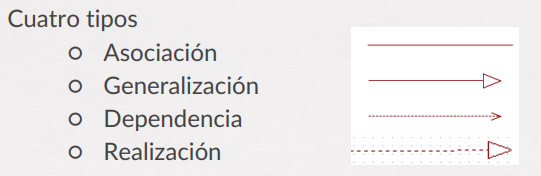 Cuatro tipos
○ Asociación
○ Generalización
○ Dependencia
○ Realización